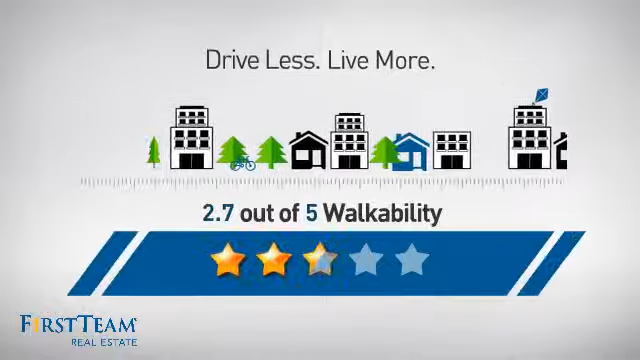 Drive Less. Live More.
2.7 out of 5 Walkability
FIRSTTEAM®
REAL ESTATE